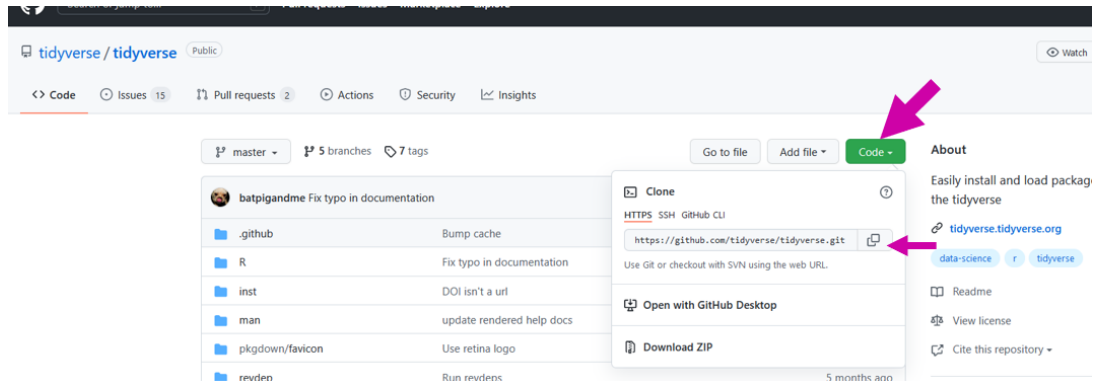 tidyverse / tidyverse Public
Watch
Code Issues 15 Pull requests 2 Actions Security Insights
master 5 branches 7 tags Go to file Add file Code
About
Easily install and load packag
the tidyverse
tidyverse.tidyverse.org
data-science r tidyverse
Readme
View license
Cite this repository
batpigandme Fix typo in documentation
.github Bump cache
R Fix typo in documentation
inst DOI isn't a url
man update rendered help docs
pkgdown/favicon Use retina logo
revdep Run revdeps 5 months ago
Clone
HTTPS SSH GitHub CLI
https://github.com/tidyverse/tidyverse.git
Use Git or checkout with SVN using the web URL.
Open with GitHub Desktop
Download ZIP